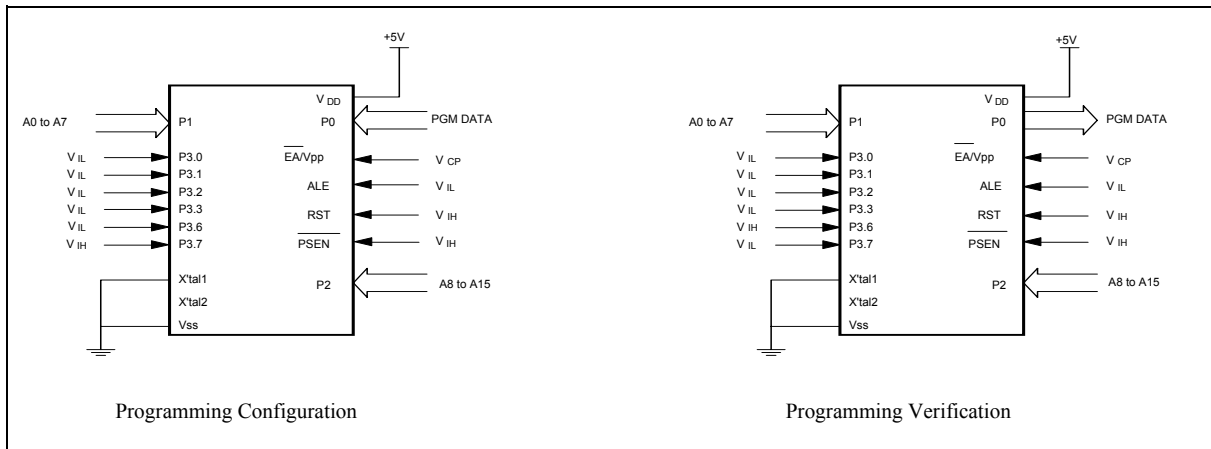 +5V
V DD
A0 to A7
P1
P0
PGM DATA
V IL
P3.0
EA/Vpp
V CP
V IL
P3.1
V IL
P3.2
ALE
V IL
V IL
P3.3
RST
V IH
V IL
P3.6
V IH
P3.7
PSEN
V IH
X'tal1
P2
A8 to A15
X'tal2
Vss
Programming Configuration
+5V
V DD
A0 to A7
P1
P0
PGM DATA
V IL
P3.0
EA/Vpp
V CP
V IL
P3.1
V IL
P3.2
ALE
V IL
V IL
P3.3
RST
V IH
V IH
P3.6
V IL
P3.7
PSEN
V IH
X'tal1
P2
A8 to A15
X'tal2
Vss
Programming Verification